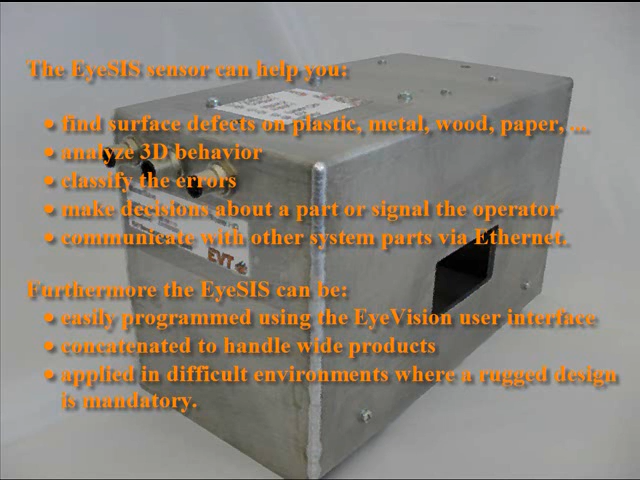 The EyeSIS sensor can help you:
• find surface defects on plastic, metal, wood, paper, ...
• analyze 3D behavior
• classify the errors
• make decisions about a part or signal the operator
• communicate with other system parts via Ethernet.
Furthermore the EyeSIS can be:
• easily programmed using the EyeVision user interface
• concatenated to handle wide products
• applied in difficult environments where a rugged design
is mandatory.
EVT